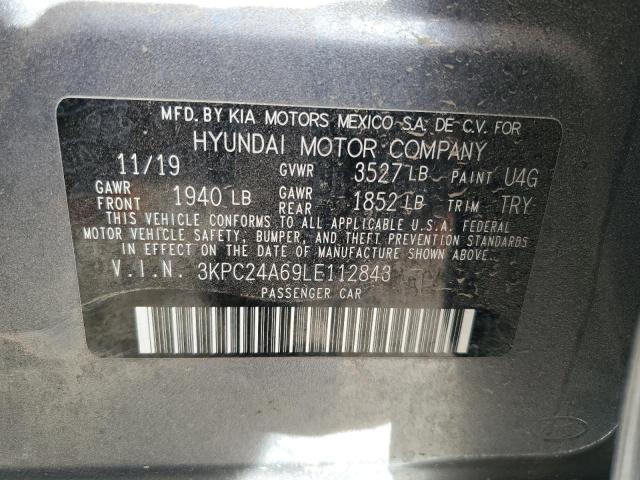 MFD. BY KIA MOTORS MEXICO S.A. DE C.V. FOR
HYUNDAI MOTOR COMPANY
11/19 GVWR 3527 LB PAINT U4G
GAWR FRONT 1940 LB GAWR REAR 1852 LB TRIM TRY
THIS VEHICLE CONFORMS TO ALL APPLICABLE U.S.A. FEDERAL
MOTOR VEHICLE SAFETY, BUMPER, AND THEFT PREVENTION STANDARDS
IN EFFECT ON THE DATE OF MANUFACTURE SHOWN ABOVE.
V.I.N. 3KPC24A69LE112843
PASSENGER CAR